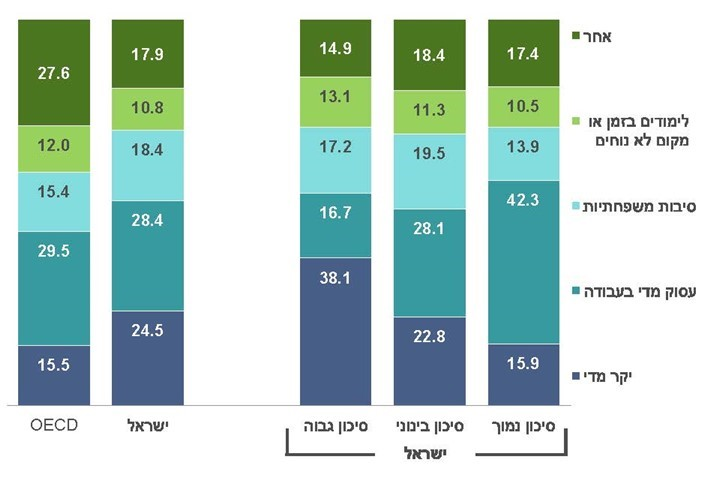 27.6
12.0
15.4
29.5
15.5
17.9
10.8
18.4
28.4
24.5
14.9
13.1
17.2
16.7
38.1
18.4
11.3
19.5
28.1
22.8
17.4
10.5
13.9
42.3
15.9
אחר
לימודים בזמן או
מקום לא נוחים
סיבות משפחתיות
עסוק מדי בעבודה
יקר מדי
OECD
ישראל
סיכון גבוה
סיכון בינוני
סיכון נמוך
ישראל